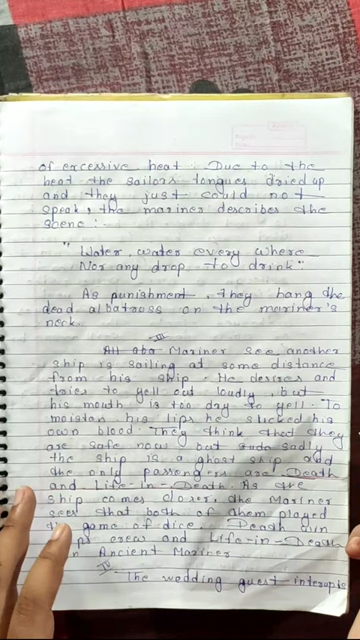 of excessive heat. Due to the
heat the sailors tongues dried up
and they just could not
speak, the mariner describes the
scene :-
"Water, water every where
Nor any drop to drink"
As punishment, they hang the
dead albatross on the mariner's
neck.
III
Mariner see another
ship is sailing at some distance
from his ship. He desires and
tries to yell out loudly, but
his mouth is too dry to yell. To
moisten his lips he sucked his
own blood. They think that they
are safe now but sadly
the ship is a ghost ship and
the only passengers are Death
and Life-in-Death. As the
ship comes closer, the Mariner
sees that both of them played
game of dice. Death win
crew and Life-in-Death
Ancient Mariner
IV
The wedding guest interupts